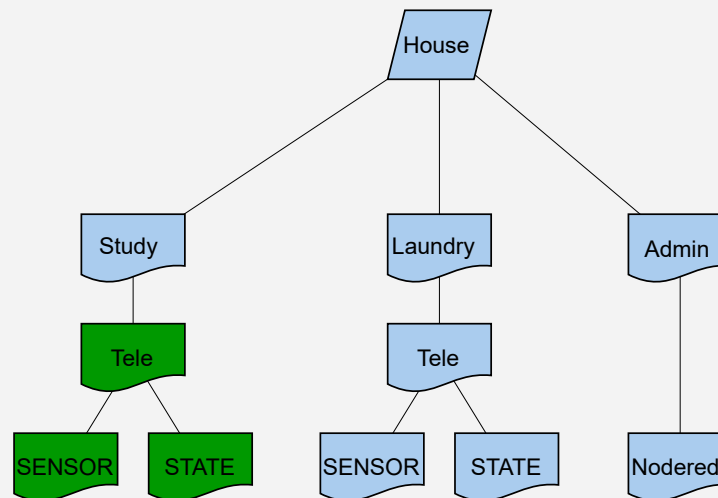 House
Study
Laundry
Admin
Tele
Tele
SENSOR
STATE
SENSOR
STATE
Nodered